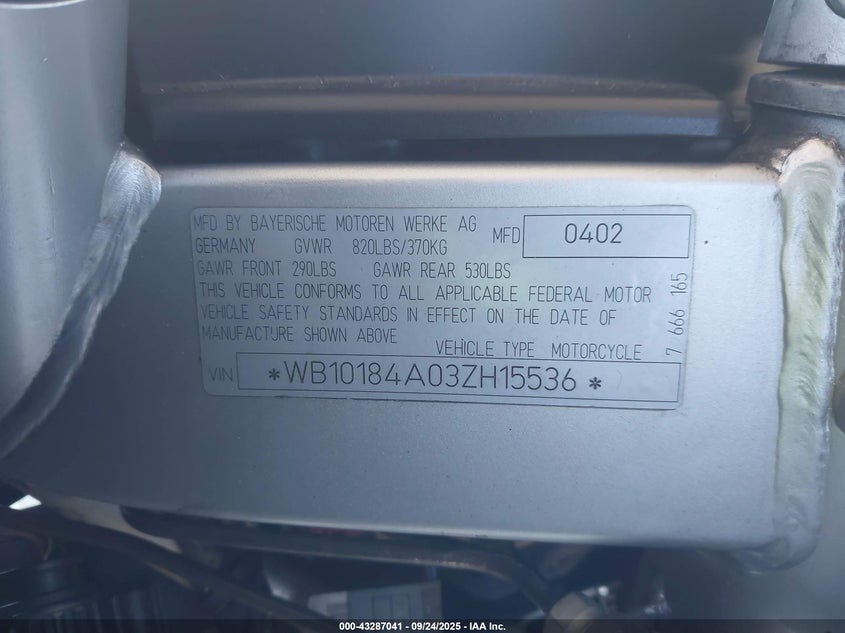 MFD BY BAYERISCHE MOTOREN WERKE AG
GERMANY GVWR 820LBS/370KG
MFD 0402
GAWR FRONT 290LBS GAWR REAR 530LBS
THIS VEHICLE CONFORMS TO ALL APPLICABLE FEDERAL MOTOR
VEHICLE SAFETY STANDARDS IN EFFECT ON THE DATE OF
MANUFACTURE SHOWN ABOVE
VEHICLE TYPE MOTORCYCLE
7 666 165
VIN *WB10184A03ZH15536*
000-43287041 | 09/24/2025 | IAA Inc.